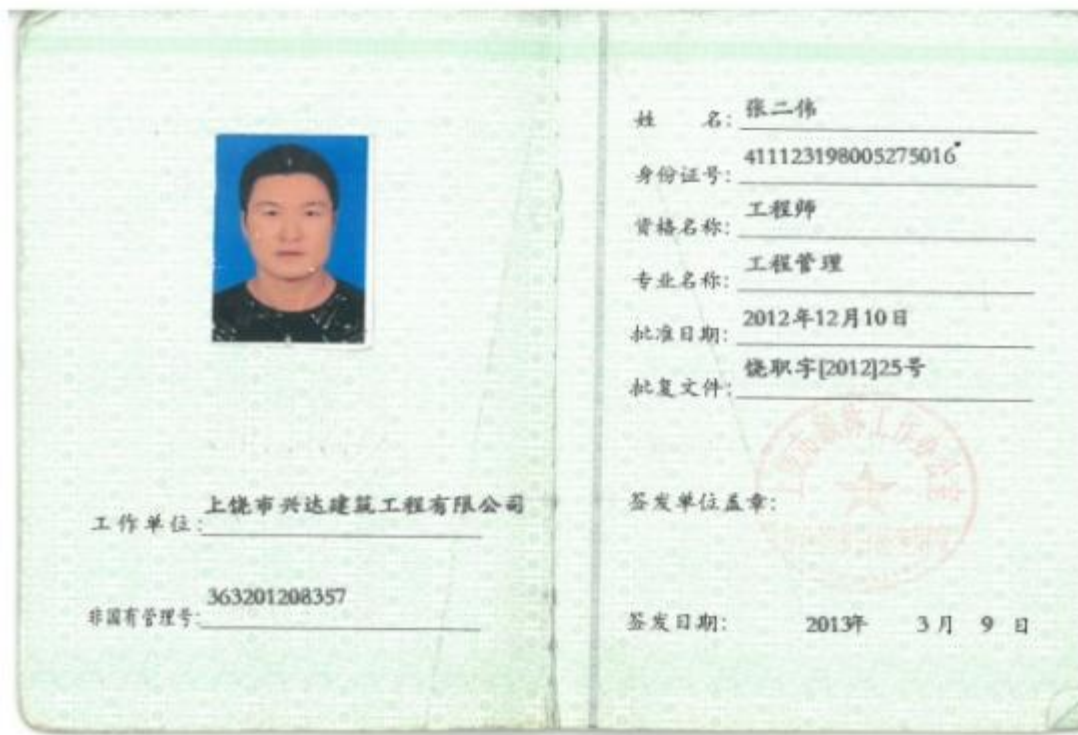 工作单位:上饶市兴达建筑工程有限公司
非国有管理号:363201208357
姓 名:张二伟
身份证号:411123198005275016
资格名称:工程师
专业名称:工程管理
批准日期:2012年12月10日
批复文件:饶职字[2012]25号
签发单位盖章:
签发日期: 2013年 3月 9日